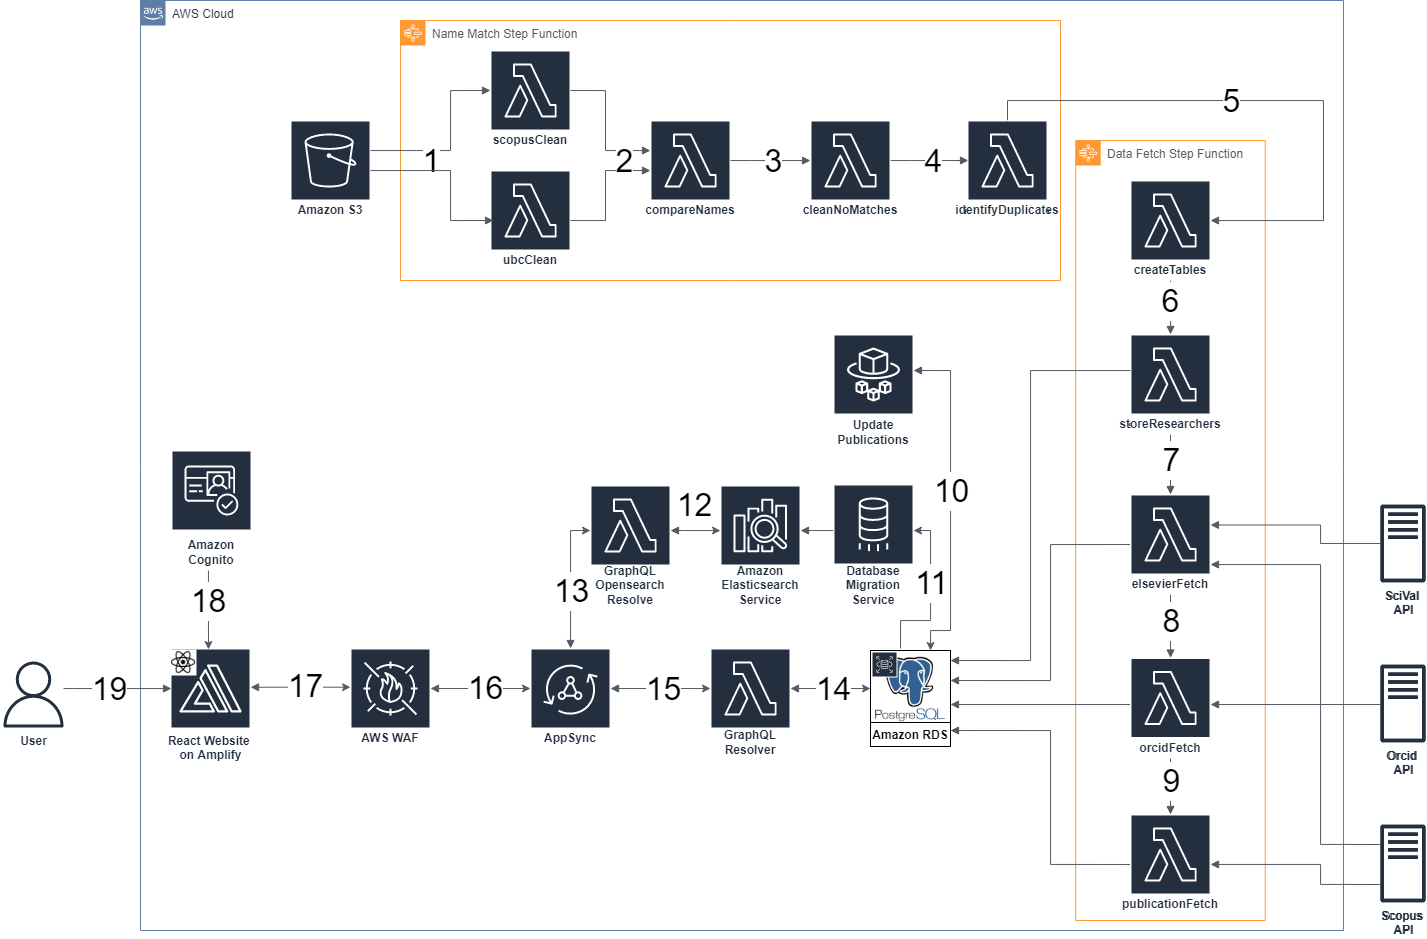 aws
AWS Cloud
Name Match Step Function
scopusClean
1
Amazon S3
ubcClean
2
compareNames
3
cleanNoMatches
4
identifyDuplicates
5
Data Fetch Step Function
createTables
6
storeResearchers
7
elsevierFetch
8
orcidFetch
9
publicationFetch
SciVal
API
Orcid
API
Scopus
API
Update
Publications
10
11
Database
Migration
Service
Amazon
Elasticsearch
Service
12
GraphQL
Opensearch
Resolve
13
PostgreSQL
Amazon RDS
14
GraphQL
Resolver
15
AppSync
16
AWS WAF
17
Amazon
Cognito
18
React Website
on Amplify
19
User